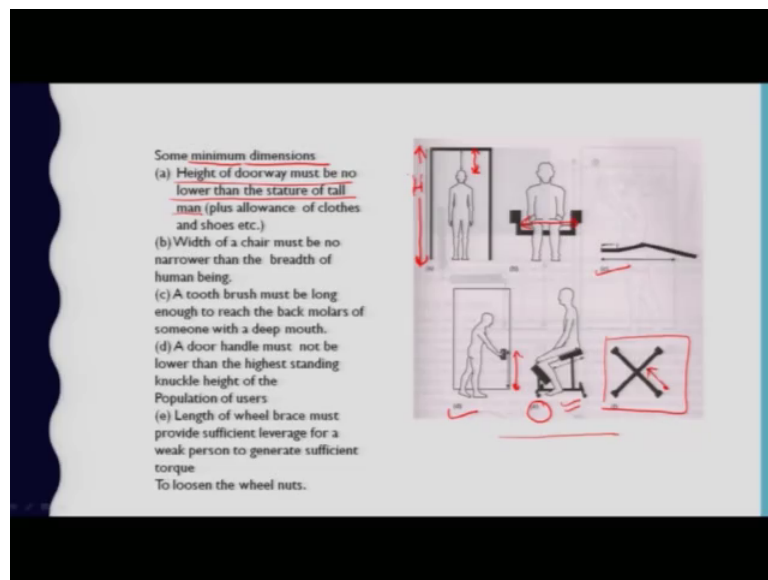 Some minimum dimensions
(a) Height of doorway must be no
lower than the stature of tall
man (plus allowance of clothes
and shoes etc.)
(b) Width of a chair must be no
narrower than the breadth of
human being.
(c) A tooth brush must be long
enough to reach the back molars of
someone with a deep mouth.
(d) A door handle must not be
lower than the highest standing
knuckle height of the
Population of users
(e) Length of wheel brace must
provide sufficient leverage for a
weak person to generate sufficient
torque
To loosen the wheel nuts.
H